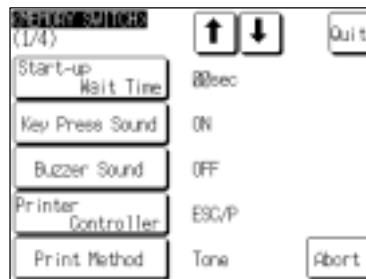 <MEMORY SWITCH>
(1/4)
Quit
Start-up
Wait Time
00sec
Key Press Sound
ON
Buzzer Sound
OFF
Printer
Controller
ESC/P
Print Method
Tone
Abort